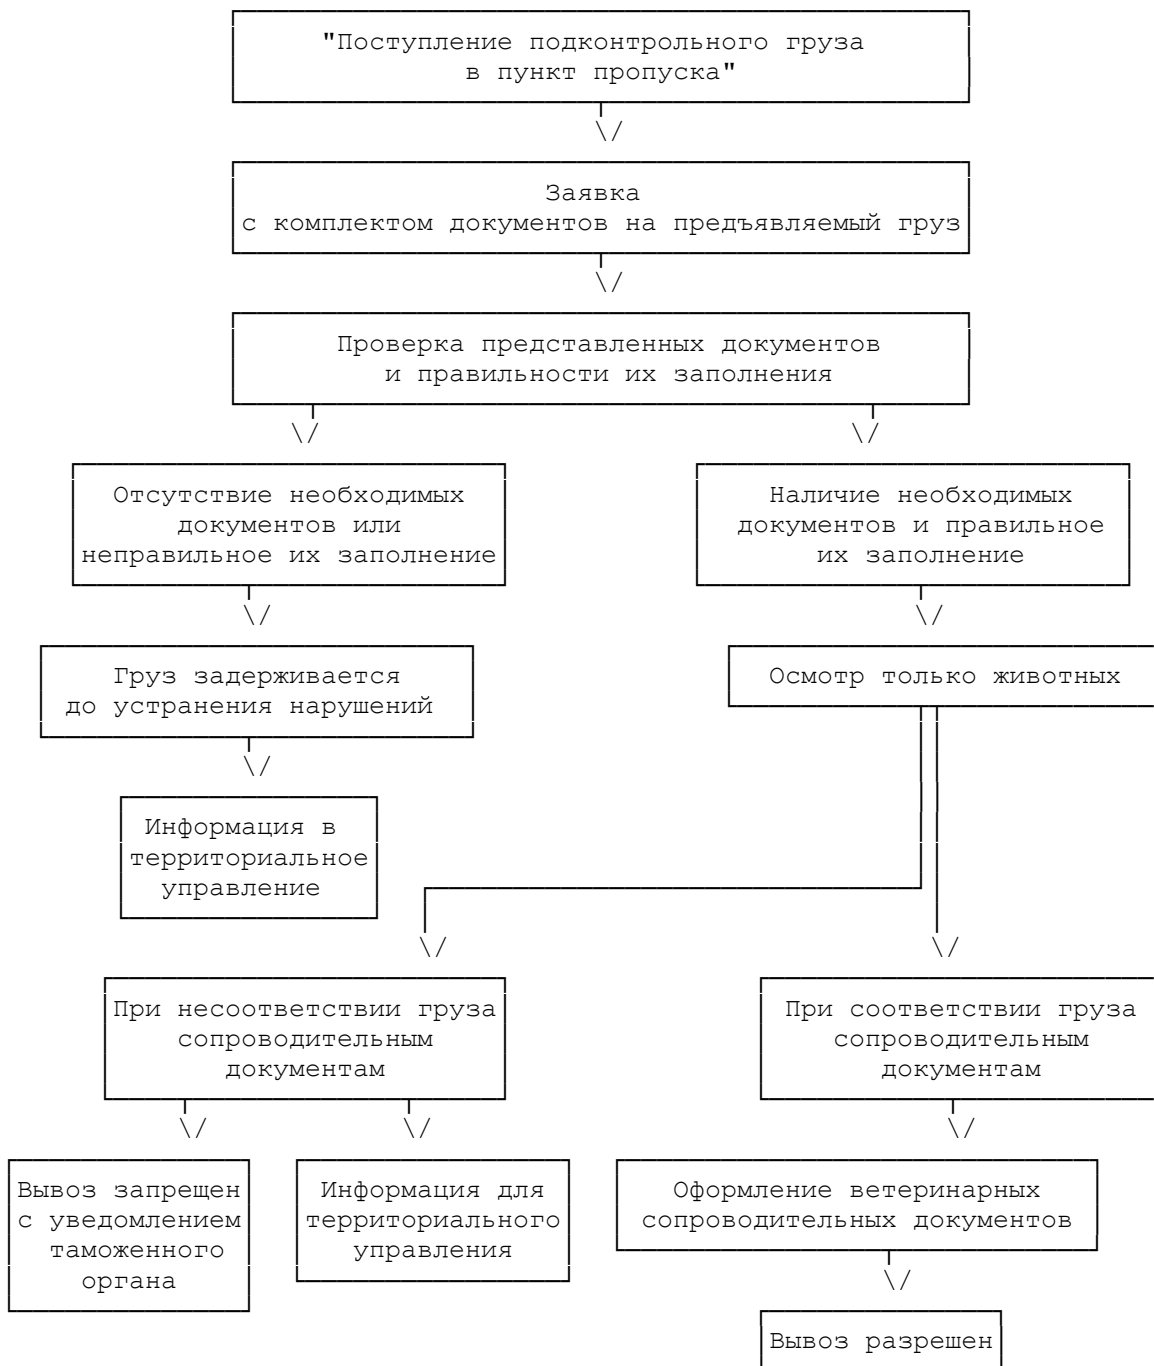 "Поступление подконтрольного груза
в пункт пропуска"
\/
Заявка
с комплектом документов на предъявляемый груз
\/
Проверка представленных документов
и правильности их заполнения
\/
\/
Отсутствие необходимых
документов или
неправильное их заполнение
\/
Наличие необходимых
документов и правильное
их заполнение
\/
Груз задерживается
до устранения нарушений
\/
Осмотр только животных
Информация в
территориальное
управление
\/
\/
При несоответствии груза
сопроводительным
документам
\/
\/
При соответствии груза
сопроводительным
документам
\/
Вывоз запрещен
с уведомлением
таможенного
органа
Информация для
территориального
управления
Оформление ветеринарных
сопроводительных документов
\/
Вывоз разрешен